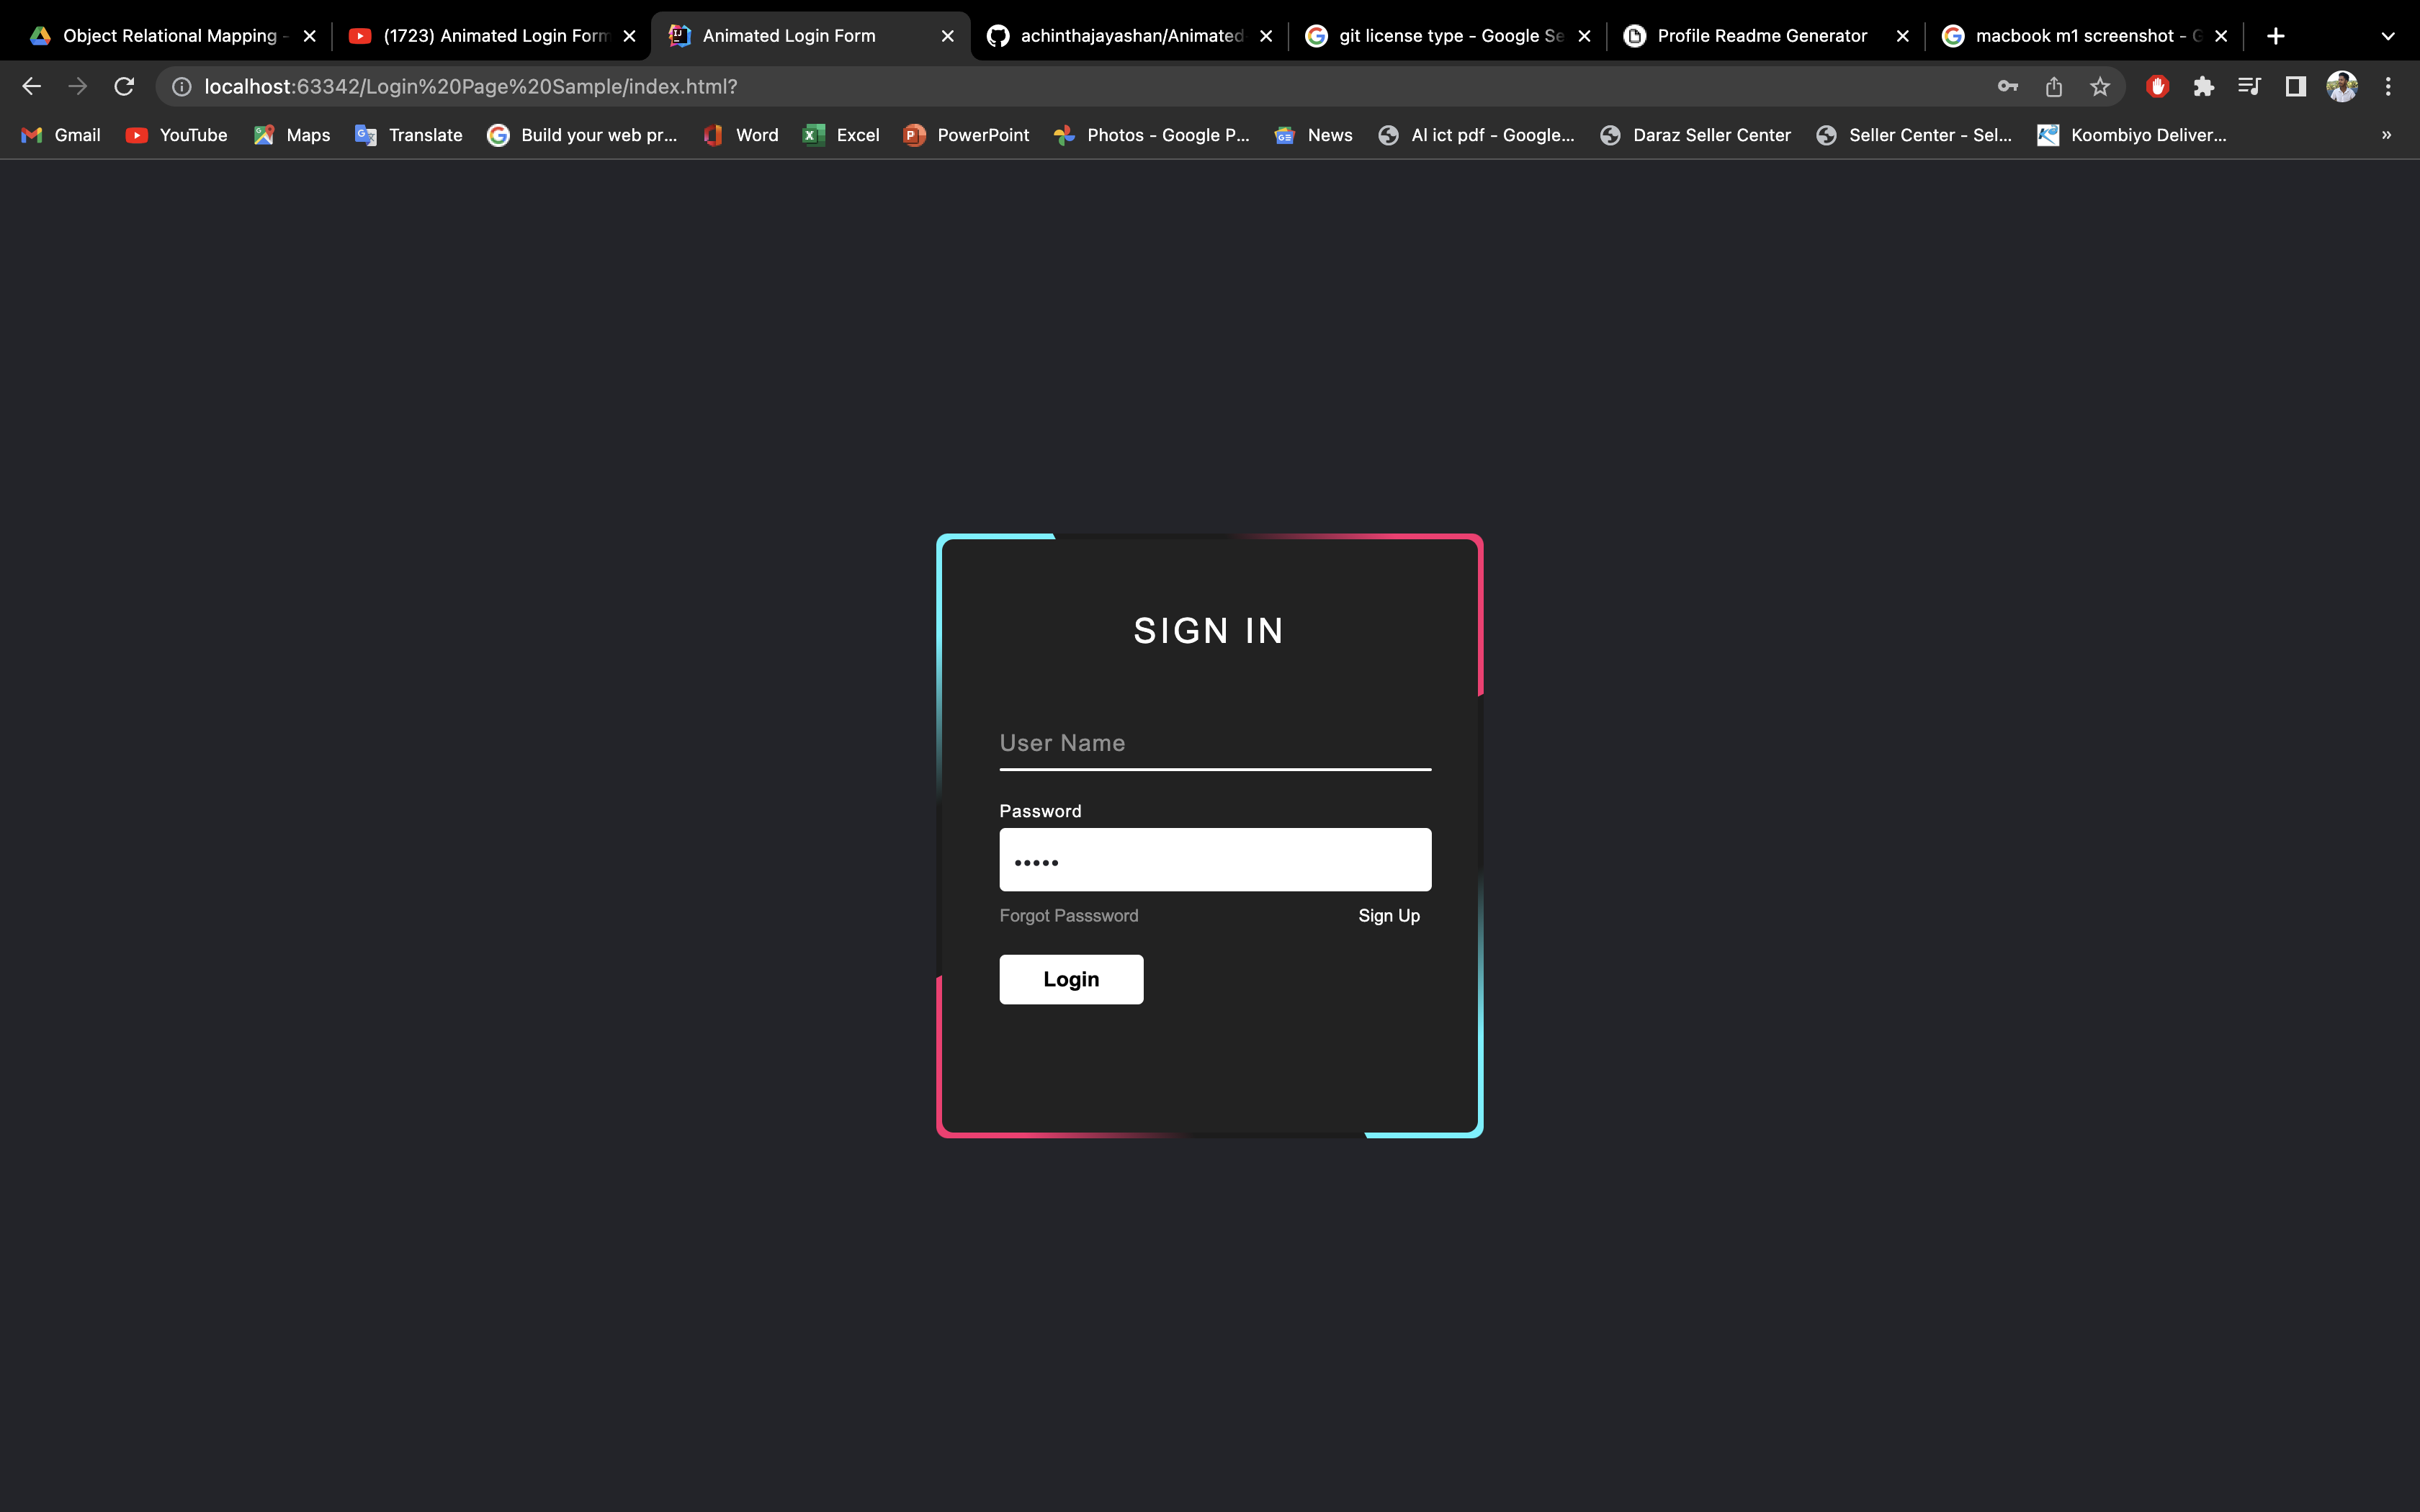 Object Relational Mapping -
(1723) Animated Login Form
Animated Login Form
achinthajayashan/Animated
git license type - Google Se
Profile Readme Generator
macbook m1 screenshot - G
localhost:63342/Login%20Page%20Sample/index.html?
Gmail
YouTube
Maps
Translate
Build your web pr...
Word
Excel
PowerPoint
Photos - Google P...
News
Al ict pdf - Google...
Daraz Seller Center
Seller Center - Sel...
Koombiyo Deliver...
»
SIGN IN
User Name
Password
•••••
Forgot Passsword
Sign Up
Login